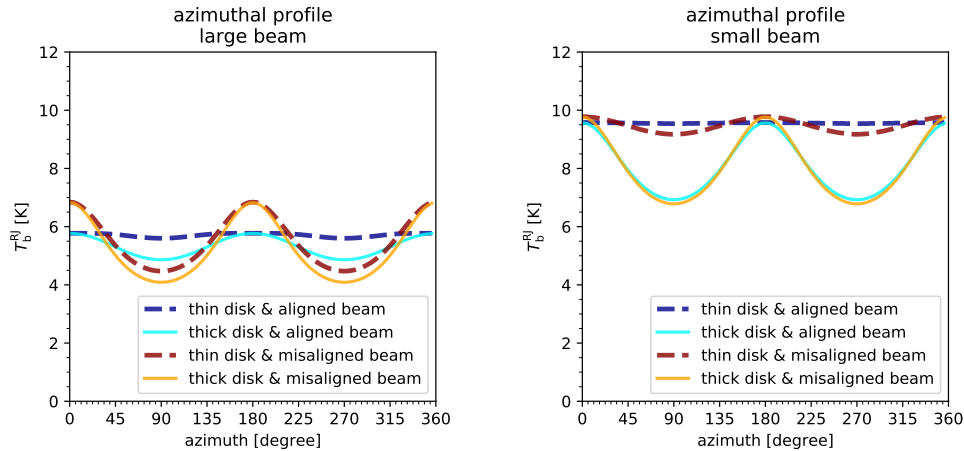 azimuthal profile
large beam
12
10
8
6
4
2
0
T_b^RJ [K]
thin disk & aligned beam
thick disk & aligned beam
thin disk & misaligned beam
thick disk & misaligned beam
0 45 90 135 180 225 270 315 360
azimuth [degree]
azimuthal profile
small beam
12
10
8
6
4
2
0
T_b^RJ [K]
thin disk & aligned beam
thick disk & aligned beam
thin disk & misaligned beam
thick disk & misaligned beam
0 45 90 135 180 225 270 315 360
azimuth [degree]